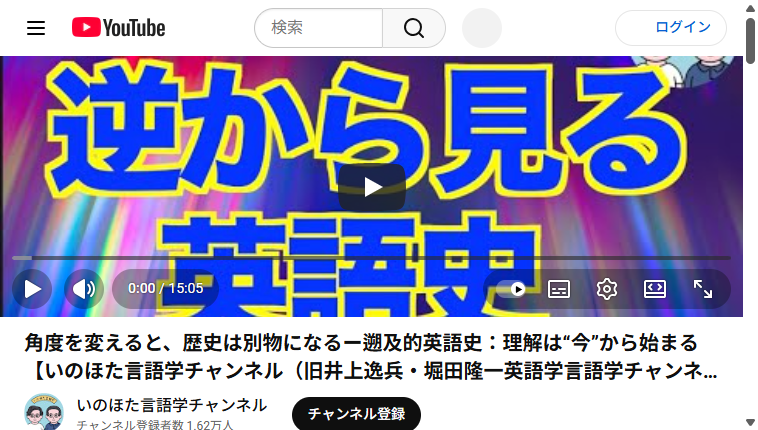 YouTube
検索
ログイン
逆から見る
英語史
0:00 / 15:05
角度を変えると、歴史は別物になるー遡及的英語史：理解は“今”から始まる
【いのほた言語学チャンネル（旧井上逸兵・堀田隆一英語学言語学チャンネ...
いのほた言語学チャンネル
チャンネル登録者数 1.62万人
チャンネル登録